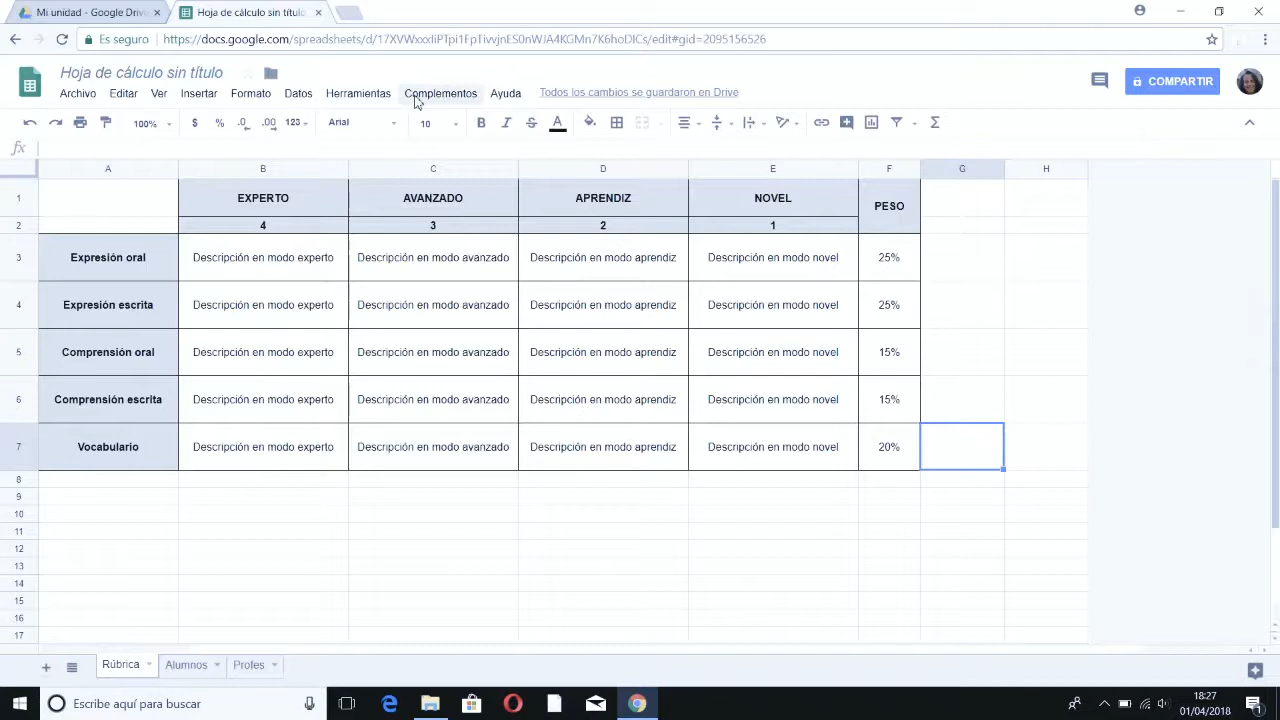 Mi unidad - Google Drive
Hoja de cálculo sin título
Es seguro
Hoja de cálculo sin título
Archivo Editar Ver Insertar Formato Datos Herramientas Complementos Ayuda Todos los cambios se guardaron en Drive
COMPARTIR
100% $ % .0 .00 123 Arial 10 B I S A Σ
fx
A B C D E F G H
1 EXPERTO AVANZADO APRENDIZ NOVEL PESO
2 4 3 2 1
3 Expresión oral Descripción en modo experto Descripción en modo avanzado Descripción en modo aprendiz Descripción en modo novel 25%
4 Expresión escrita Descripción en modo experto Descripción en modo avanzado Descripción en modo aprendiz Descripción en modo novel 25%
5 Comprensión oral Descripción en modo experto Descripción en modo avanzado Descripción en modo aprendiz Descripción en modo novel 15%
6 Comprensión escrita Descripción en modo experto Descripción en modo avanzado Descripción en modo aprendiz Descripción en modo novel 15%
7 Vocabulario Descripción en modo experto Descripción en modo avanzado Descripción en modo aprendiz Descripción en modo novel 20%
8
9
10
11
12
13
14
15
16
17
Rúbrica Alumnos Profes
Escribe aquí para buscar
18:27
01/04/2018